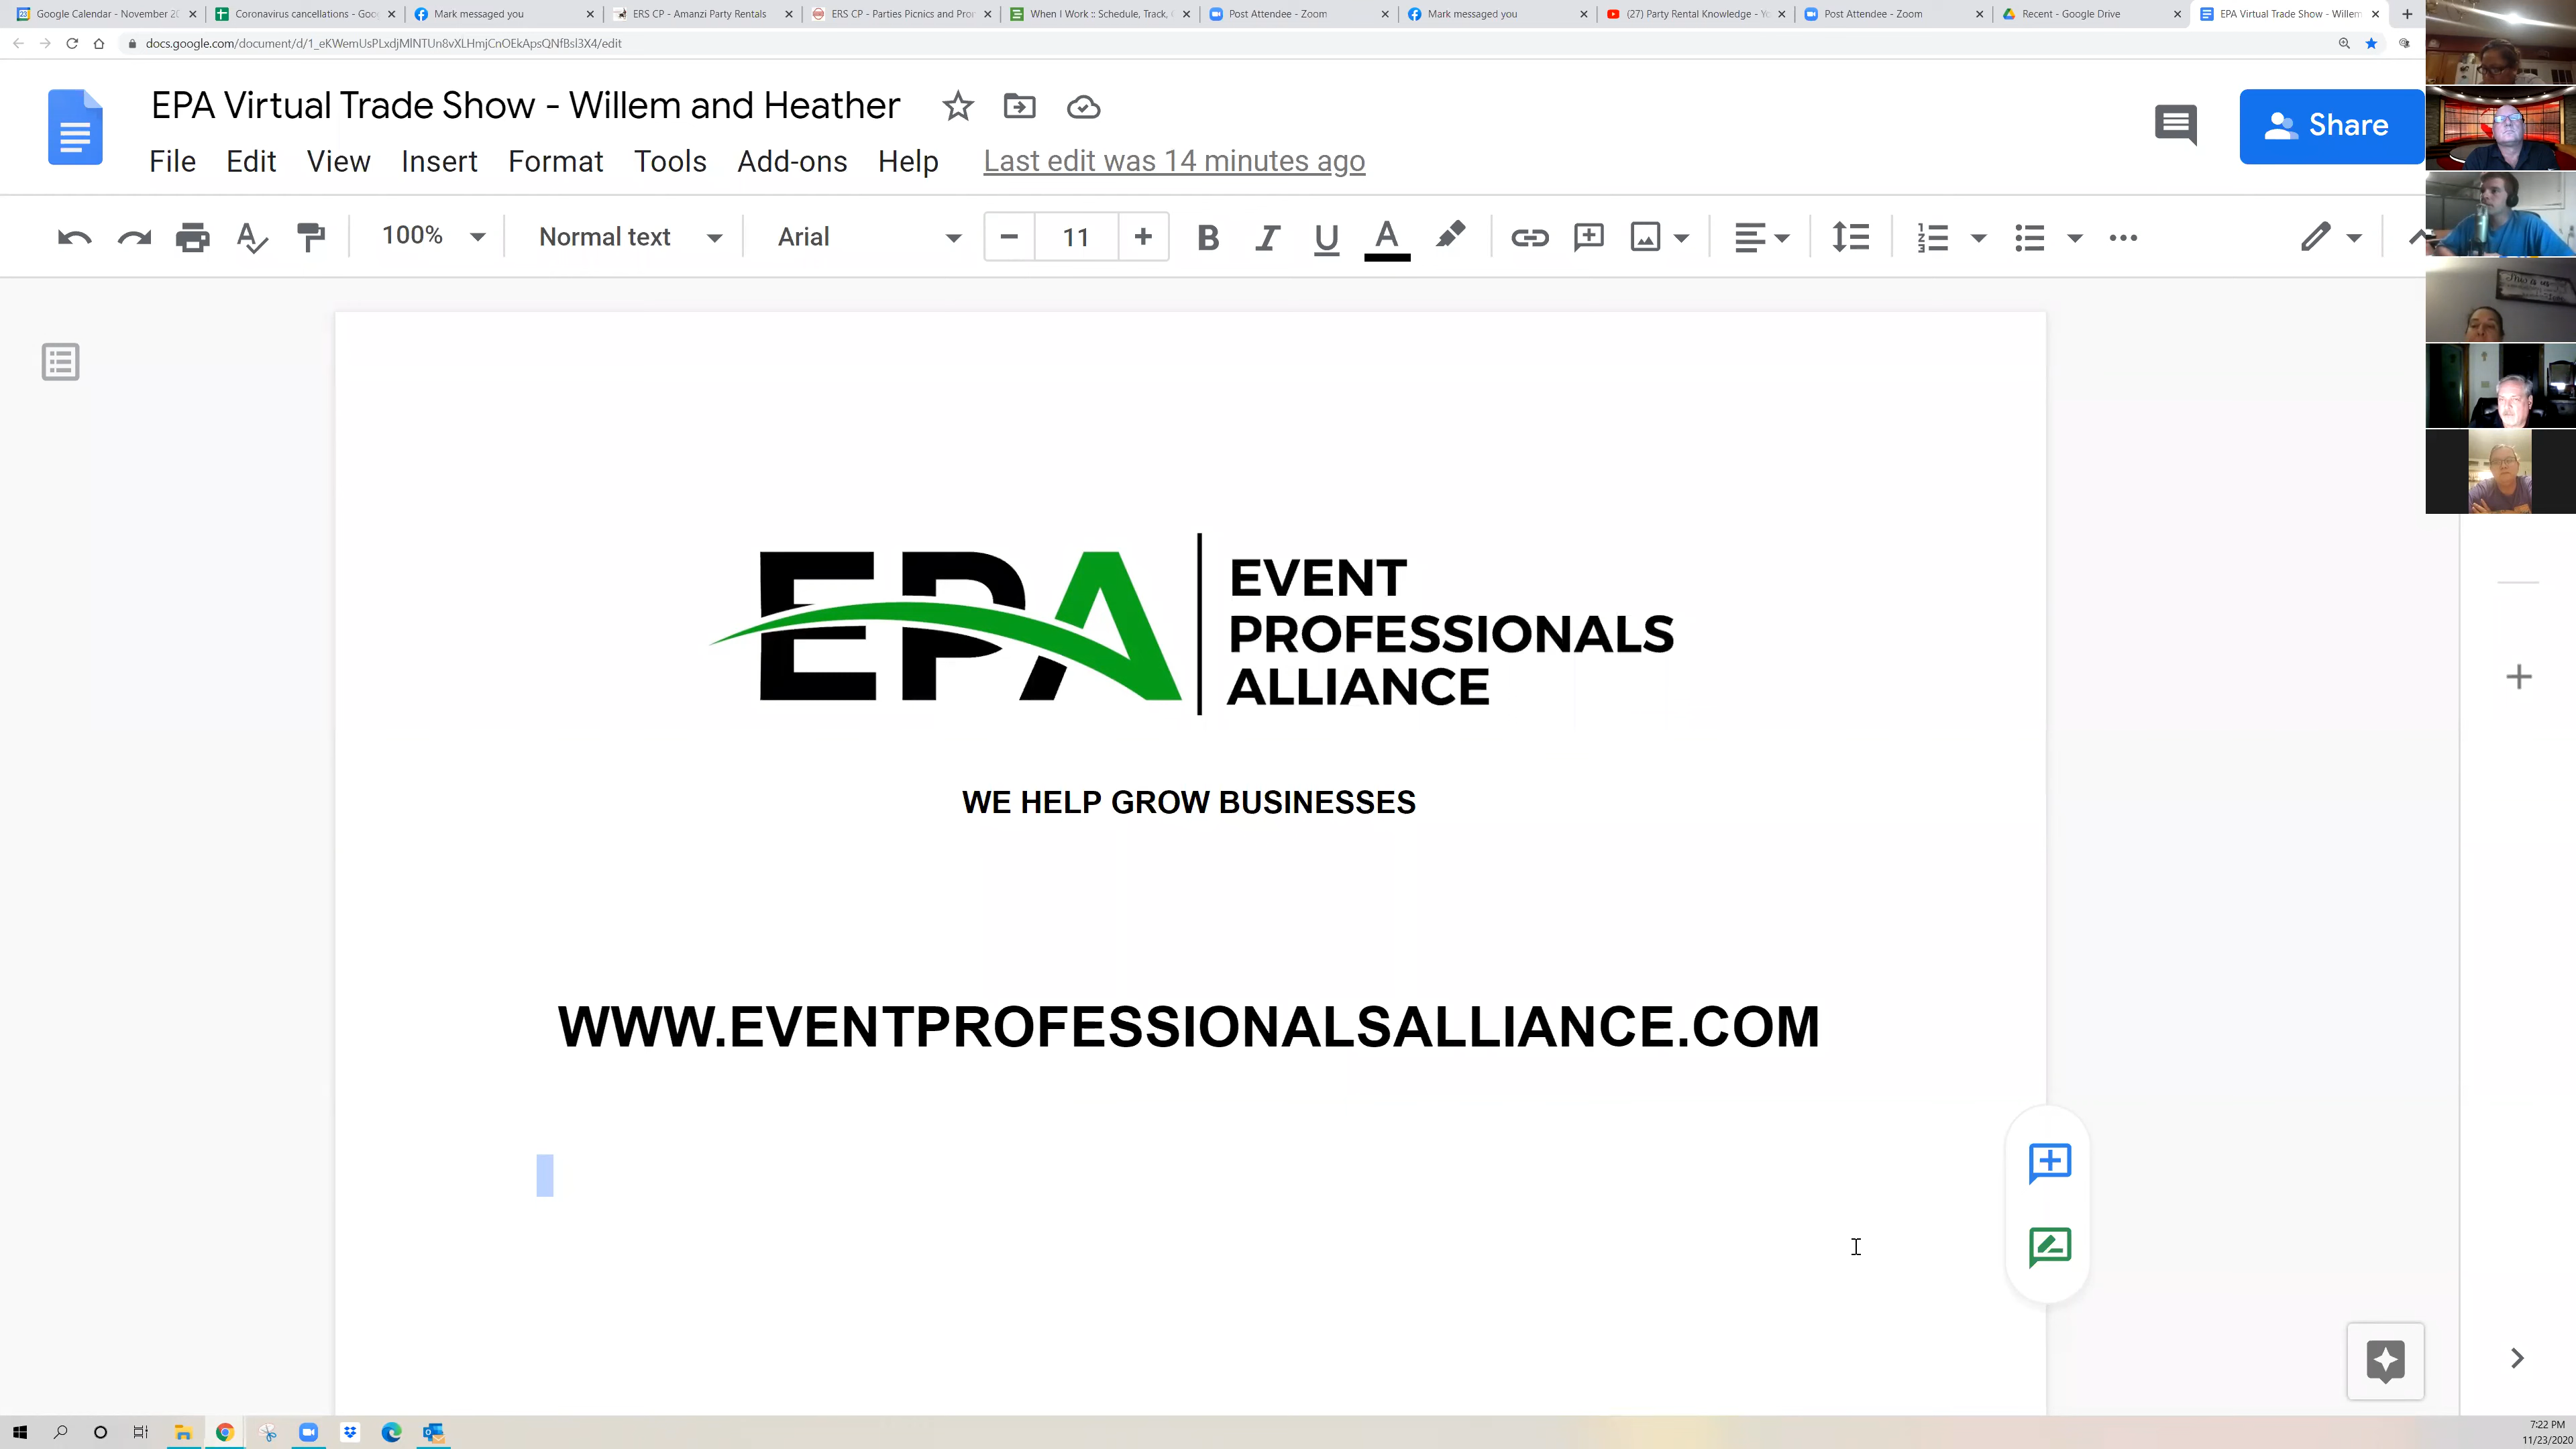 Google Calendar - November 20
Coronavirus cancellations - Goo
Mark messaged you
ERS CP - Amanzi Party Rentals
ERS CP - Parties Picnics and Pror
When I Work :: Schedule, Track,
Post Attendee - Zoom
Mark messaged you
(27) Party Rental Knowledge - Yo
Post Attendee - Zoom
Recent - Google Drive
EPA Virtual Trade Show - Willem
docs.google.com/document/d/1_eKWemUsPLxdjMlNTUn8vXLHmjCnOEkApsQNfBsl3X4/edit
EPA Virtual Trade Show - Willem and Heather
Share
File Edit View Insert Format Tools Add-ons Help Last edit was 14 minutes ago
100% Normal text Arial 11
EPA
EVENT
PROFESSIONALS
ALLIANCE
WE HELP GROW BUSINESSES
WWW.EVENTPROFESSIONALSALLIANCE.COM
7:22 PM
11/23/2020